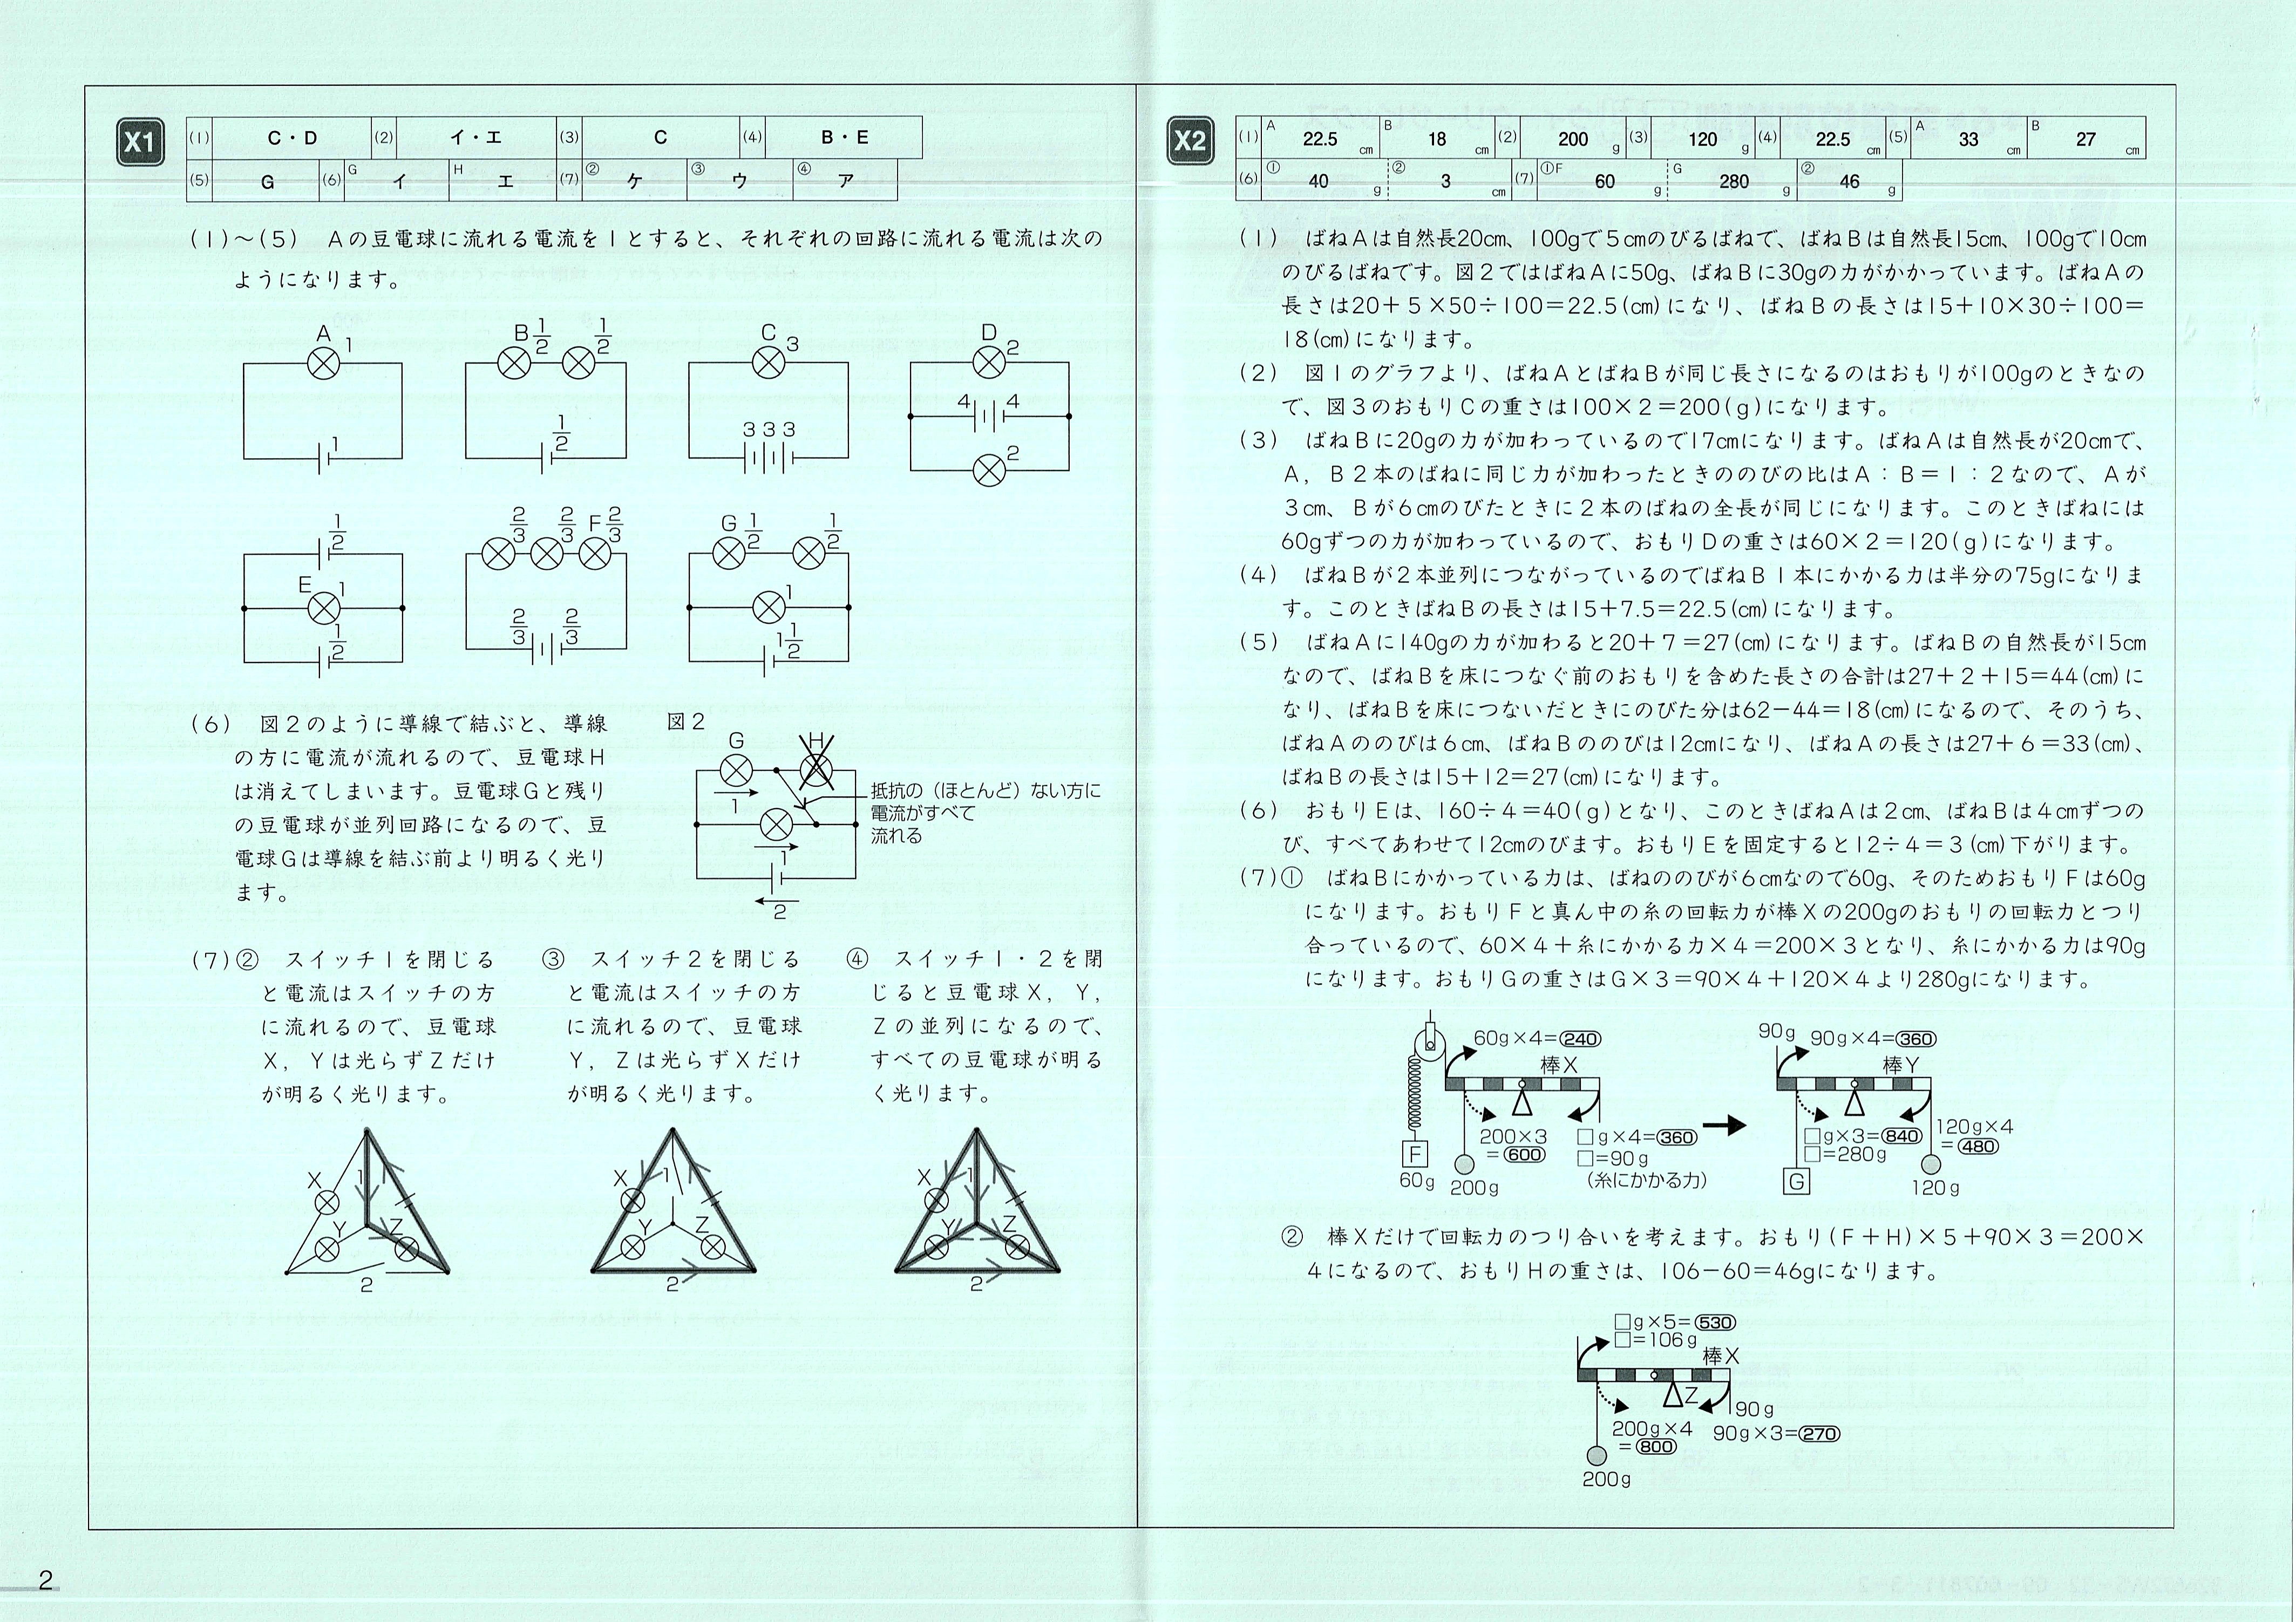 X1
(1) C・D (2) イ・エ (3) C (4) B・E
(5) G (6) G イ H エ (7) ② ケ ③ ウ ④ ア
(1)～(5) Aの豆電球に流れる電流を1とすると、それぞれの回路に流れる電流は次の
ようになります。
A 1 B 1/2 1/2 C 3 D 2
1 1/2 3 3 3 4 4 2
1/2 2/3 2/3 F 2/3 G 1/2 1/2
E 1 1
1/2 2/3 2/3 1 1/2
(6) 図2のように導線で結ぶと、導線
の方に電流が流れるので、豆電球H
は消えてしまいます。豆電球Gと残り
の豆電球が並列回路になるので、豆
電球Gは導線を結ぶ前より明るく光り
ます。
図2
G H
1
1
2
抵抗の（ほとんど）ない方に
電流がすべて
流れる
(7)② スイッチ1を閉じる
と電流はスイッチの方
に流れるので、豆電球
X，Yは光らずZだけ
が明るく光ります。
③ スイッチ2を閉じる
と電流はスイッチの方
に流れるので、豆電球
Y，Zは光らずXだけ
が明るく光ります。
④ スイッチ1・2を閉
じると豆電球X，Y，
Zの並列になるので、
すべての豆電球が明る
く光ります。
X 1 Y Z 2
X 1 Y Z 2
X 1 Y Z 2
2
X2
(1) A 22.5 cm B 18 cm (2) 200 g (3) 120 g (4) 22.5 cm (5) A 33 cm B 27 cm
(6) ① 40 g ② 3 cm (7) ①F 60 g G 280 g ② 46 g
(1) ばねAは自然長20cm、100gで5cmのびるばねで、ばねBは自然長15cm、100gで10cm
のびるばねです。図2ではばねAに50g、ばねBに30gの力がかかっています。ばねAの
長さは20＋5×50÷100＝22.5(cm)になり、ばねBの長さは15＋10×30÷100＝
18(cm)になります。
(2) 図1のグラフより、ばねAとばねBが同じ長さになるのはおもりが100gのときなの
で、図3のおもりCの重さは100×2＝200(g)になります。
(3) ばねBに20gの力が加わっているので17cmになります。ばねAは自然長が20cmで、
A，B2本のばねに同じ力が加わったときののびの比はA：B＝1：2なので、Aが
3cm、Bが6cmのびたときに2本のばねの全長が同じになります。このときばねには
60gずつの力が加わっているので、おもりDの重さは60×2＝120(g)になります。
(4) ばねBが2本並列につながっているのでばねB1本にかかる力は半分の75gになりま
す。このときばねBの長さは15＋7.5＝22.5(cm)になります。
(5) ばねAに140gの力が加わると20＋7＝27(cm)になります。ばねBの自然長が15cm
なので、ばねBを床につなぐ前のおもりを含めた長さの合計は27＋2＋15＝44(cm)に
なり、ばねBを床につないだときにのびた分は62－44＝18(cm)になるので、そのうち、
ばねAののびは6cm、ばねBののびは12cmになり、ばねAの長さは27＋6＝33(cm)、
ばねBの長さは15＋12＝27(cm)になります。
(6) おもりEは、160÷4＝40(g)となり、このときばねAは2cm、ばねBは4cmずつの
び、すべてあわせて12cmのびます。おもりEを固定すると12÷4＝3(cm)下がります。
(7)① ばねBにかかっている力は、ばねののびが6cmなので60g、そのためおもりFは60g
になります。おもりFと真ん中の糸の回転力が棒Xの200gのおもりの回転力とつり
合っているので、60×4＋糸にかかる力×4＝200×3となり、糸にかかる力は90g
になります。おもりGの重さはG×3＝90×4＋120×4より280gになります。
60g×4=240
棒X
200×3
=600
□g×4=360
□=90g
(糸にかかる力)
F
60g
200g
90g
90g×4=360
棒Y
□g×3=840
□=280g
120g×4
=480
G
120g
② 棒Xだけで回転力のつり合いを考えます。おもり(F＋H)×5＋90×3＝200×
4になるので、おもりHの重さは、106－60＝46gになります。
□g×5=530
□=106g
棒X
Z
90g
200g×4
=800
90g×3=270
200g